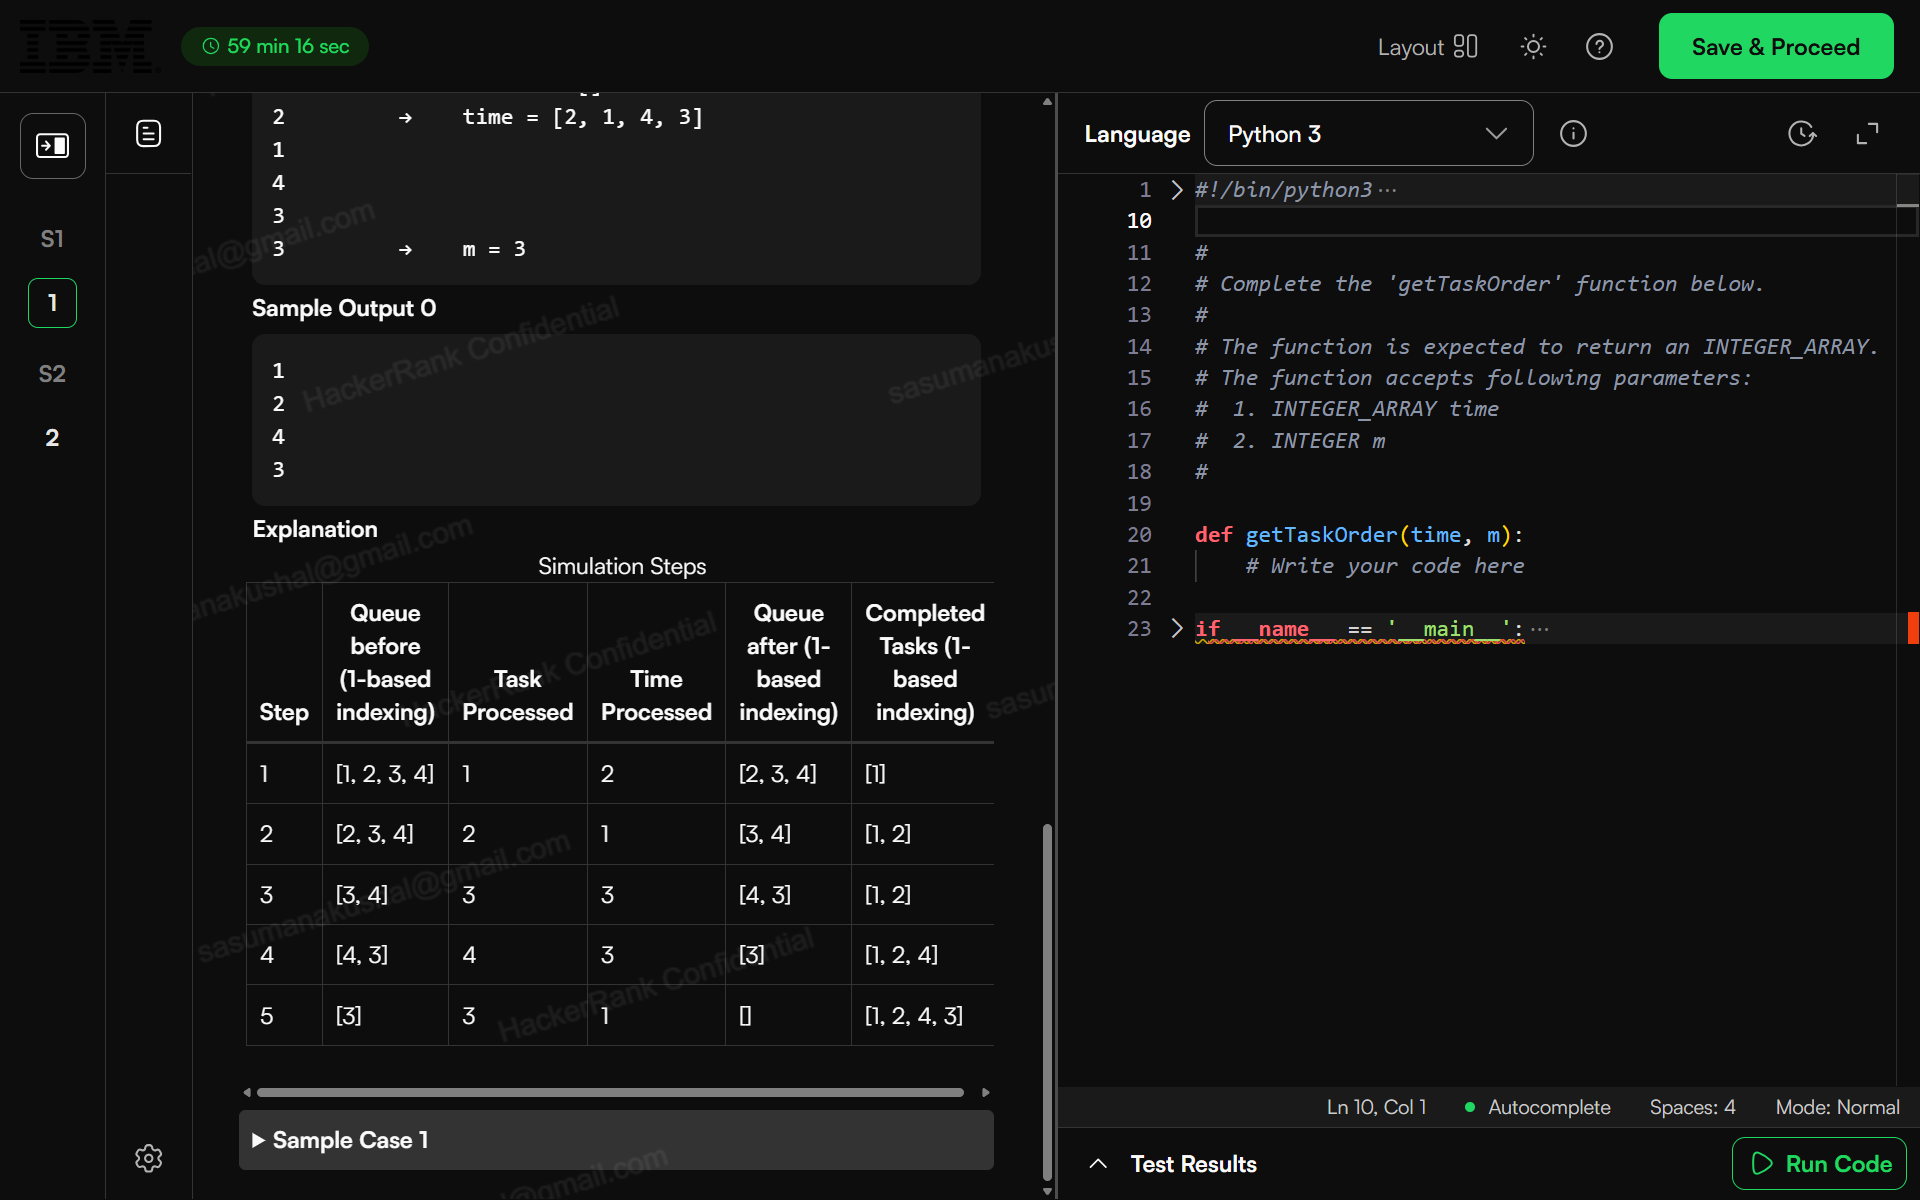 IBM
59 min 16 sec
Layout
Save & Proceed
S1
1
S2
2
2 → time = [2, 1, 4, 3]
1
4
3
3 → m = 3
Sample Output 0
1
2
4
3
Explanation
Simulation Steps
Step | Queue before (1-based indexing) | Task Processed | Time Processed | Queue after (1-based indexing) | Completed Tasks (1-based indexing)
1 [1, 2, 3, 4] 1 2 [2, 3, 4] [1]
2 [2, 3, 4] 2 1 [3, 4] [1, 2]
3 [3, 4] 3 3 [4, 3] [1, 2]
4 [4, 3] 4 3 [3] [1, 2, 4]
5 [3] 3 1 [] [1, 2, 4, 3]
Sample Case 1
HackerRank Confidential
HackerRank Confidential
HackerRank Confidential
sasumanakushal@gmail.com
Language Python 3
1 #!/bin/python3 ···
10
11 #
12 # Complete the 'getTaskOrder' function below.
13 #
14 # The function is expected to return an INTEGER_ARRAY.
15 # The function accepts following parameters:
16 #  1. INTEGER_ARRAY time
17 #  2. INTEGER m
18 #
19
20 def getTaskOrder(time, m):
21     # Write your code here
22
23 if __name__ == '__main__': ···
Ln 10, Col 1
Autocomplete
Spaces: 4
Mode: Normal
Test Results
Run Code